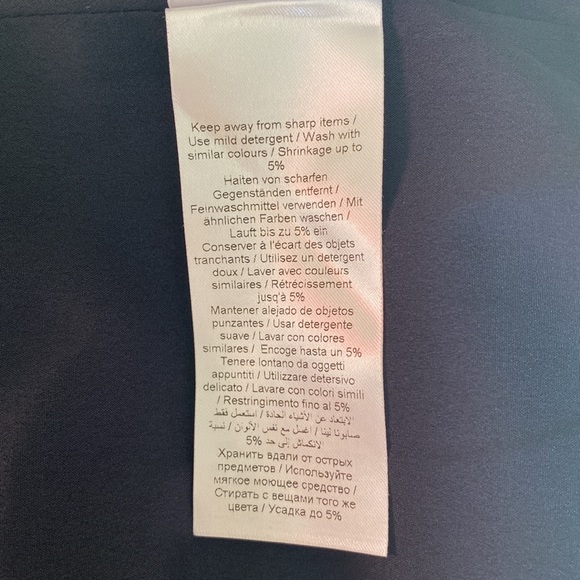 Keep away from sharp items /
Use mild detergent / Wash with
similar colours / Shrinkage up to
5%
Halten von scharfen
Gegenständen entfernt /
Feinwaschmittel verwenden / Mit
ähnlichen Farben waschen /
Lauft bis zu 5% ein
Conserver à l'écart des objets
tranchants / Utilisez un detergent
doux / Laver avec couleurs
similaires / Rétrécissement
jusqu'à 5%
Mantener alejado de objetos
punzantes / Usar detergente
suave / Lavar con colores
similares / Encoge hasta un 5%
Tenere lontano da oggetti
appuntiti / Utilizzare detersivo
delicato / Lavare con colori simili
/ Restringimento fino al 5%
الابتعاد عن الأشياء الحادة / استعمل فقط
صابونا لينا / اغسل مع نفس الألوان / نسبة
الانكماش إلى حد 5%
Хранить вдали от острых
предметов / Используйте
мягкое моющее средство /
Стирать с вещами того же
цвета / Усадка до 5%